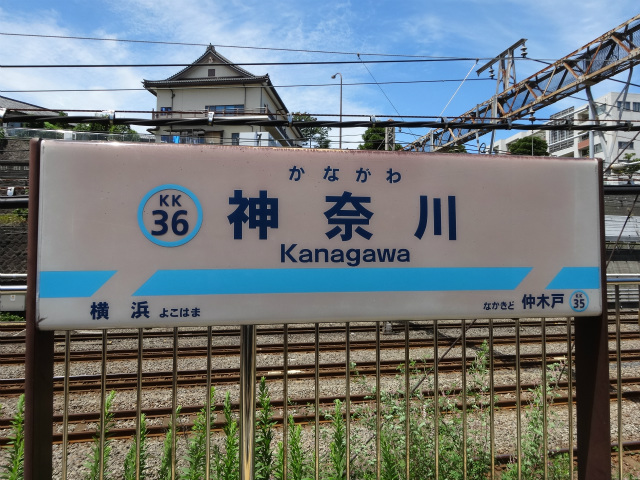 かながわ
KK
36
神奈川
Kanagawa
横浜 よこはま
なかきど 仲木戸 35